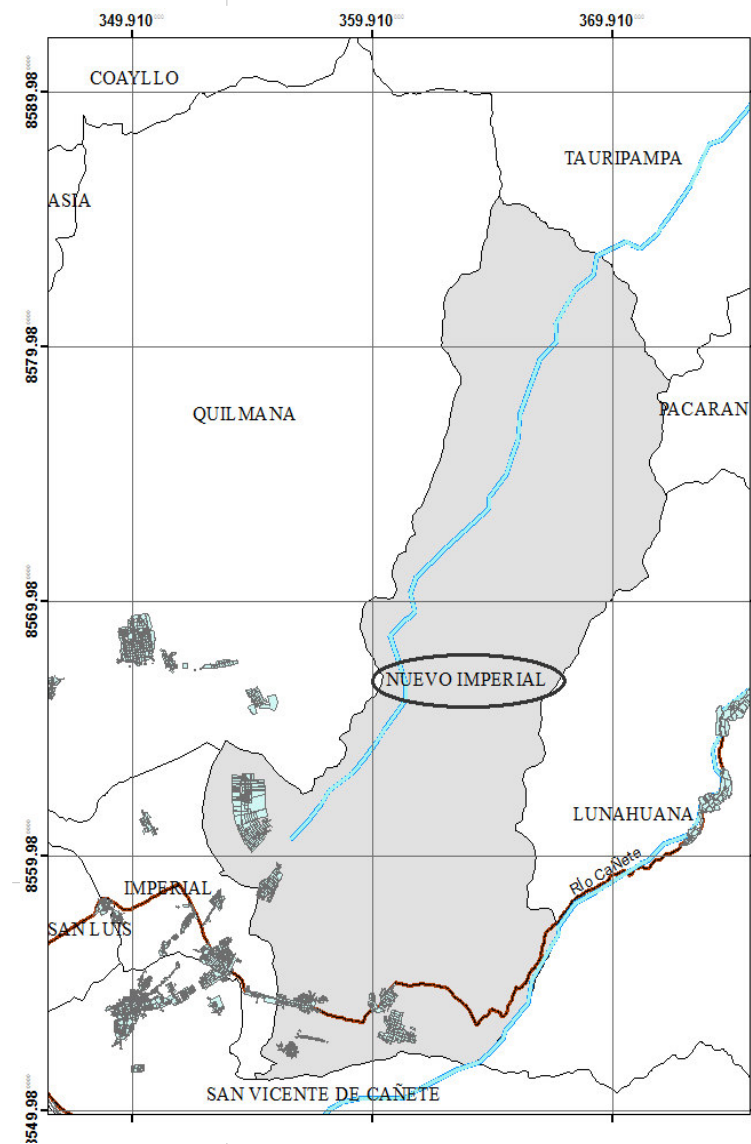 349.910 359.910 369.910
8589.98
COAYLLO
TAURIPAMPA
ASIA
8579.98
QUILMANA
PACARAN
8569.98
NUEVO IMPERIAL
LUNAHUANA
8559.98
Río Cañete
IMPERIAL
SAN LUIS
SAN VICENTE DE CAÑETE
8549.98